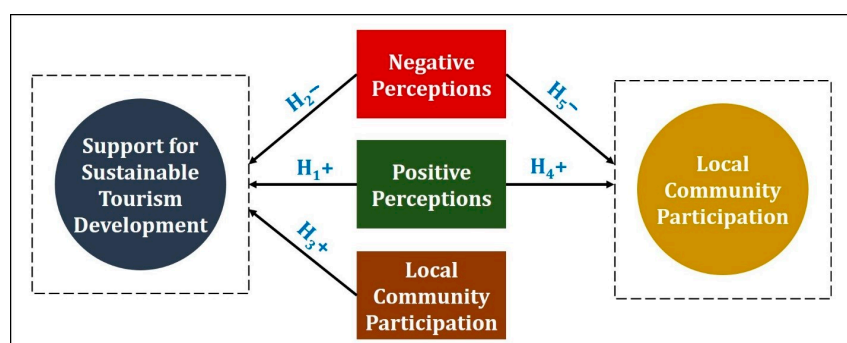 Negative
Perceptions
H₂−
H₅−
Support for
Sustainable
Tourism
Development
H₁+
Positive
Perceptions
H₄+
Local
Community
Participation
H₃+
Local
Community
Participation